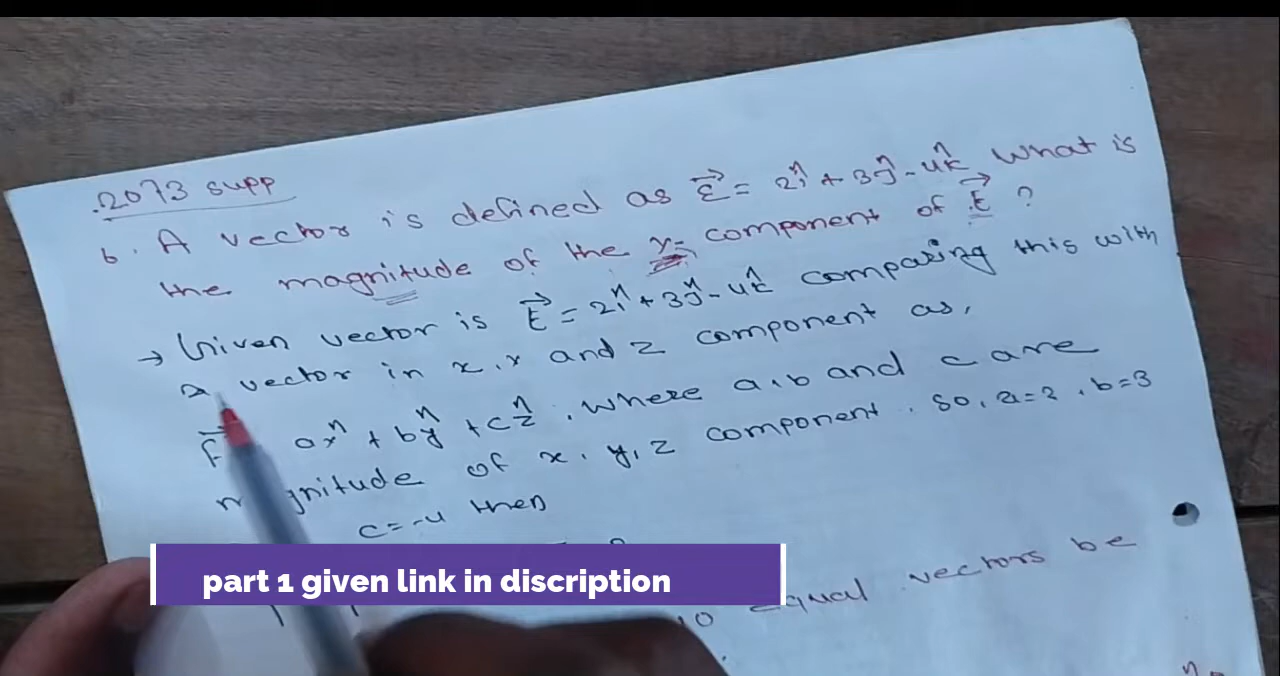 2073 supp
6. A vector is defined as E→ = 2î + 3ĵ - 4k̂ What is
the magnitude of the y- component of E→ ?
→ Given vector is E→ = 2î + 3ĵ - 4k̂ comparing this with
a vector in x, y and z component as,
= ax̂ + bŷ + cẑ . Where a, b and c are
magnitude of x, y, z component. So, a=2, b=3
c=-4 then
equal vectors be
part 1 given link in discription